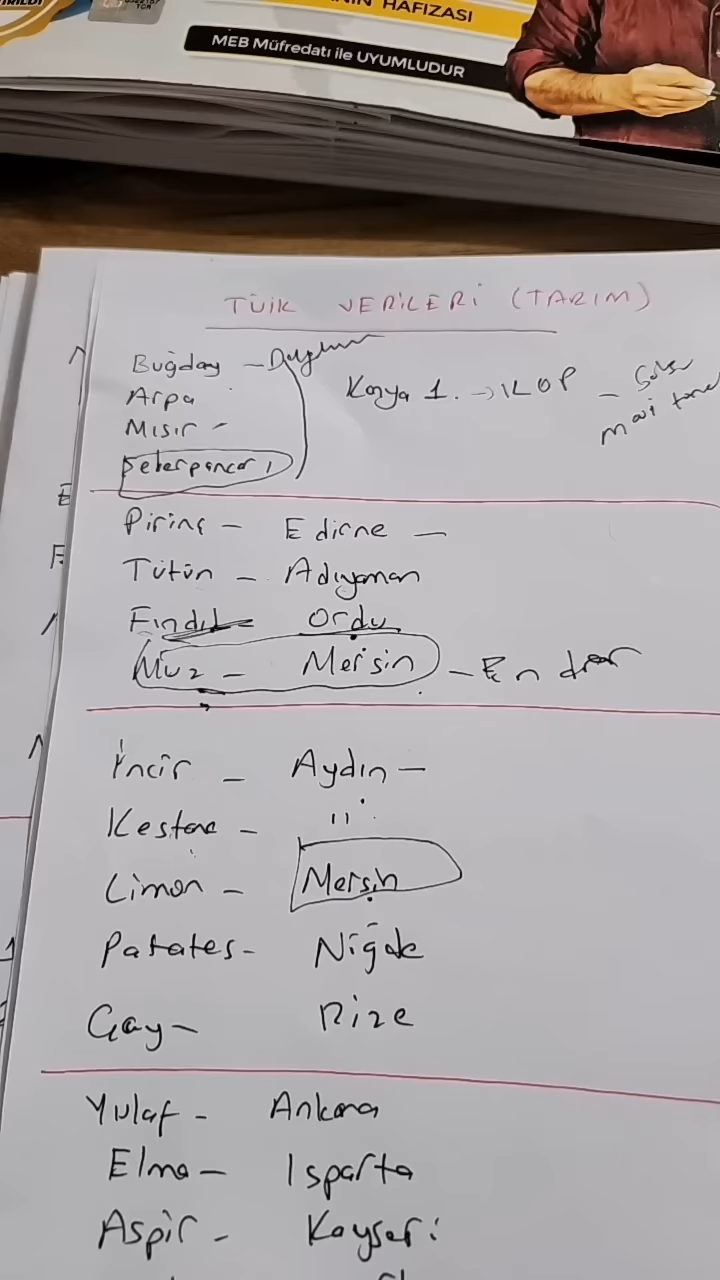 HAFIZASI
MEB Müfredatı ile UYUMLUDUR
TÜİK VERİLERİ (TARIM)
Buğday -
Arpa
Mısır -
Şekerpancarı
Konya 1. → KOP -
mavi
Pirinç - Edirne -
Tütün - Adıyaman
Fındık Ordu
Muz - Mersin - En
İncir - Aydın -
Kestane - "
Limon - Mersin
Patates - Niğde
Çay - Rize
Yulaf - Ankara
Elma - Isparta
Aspir - Kayseri